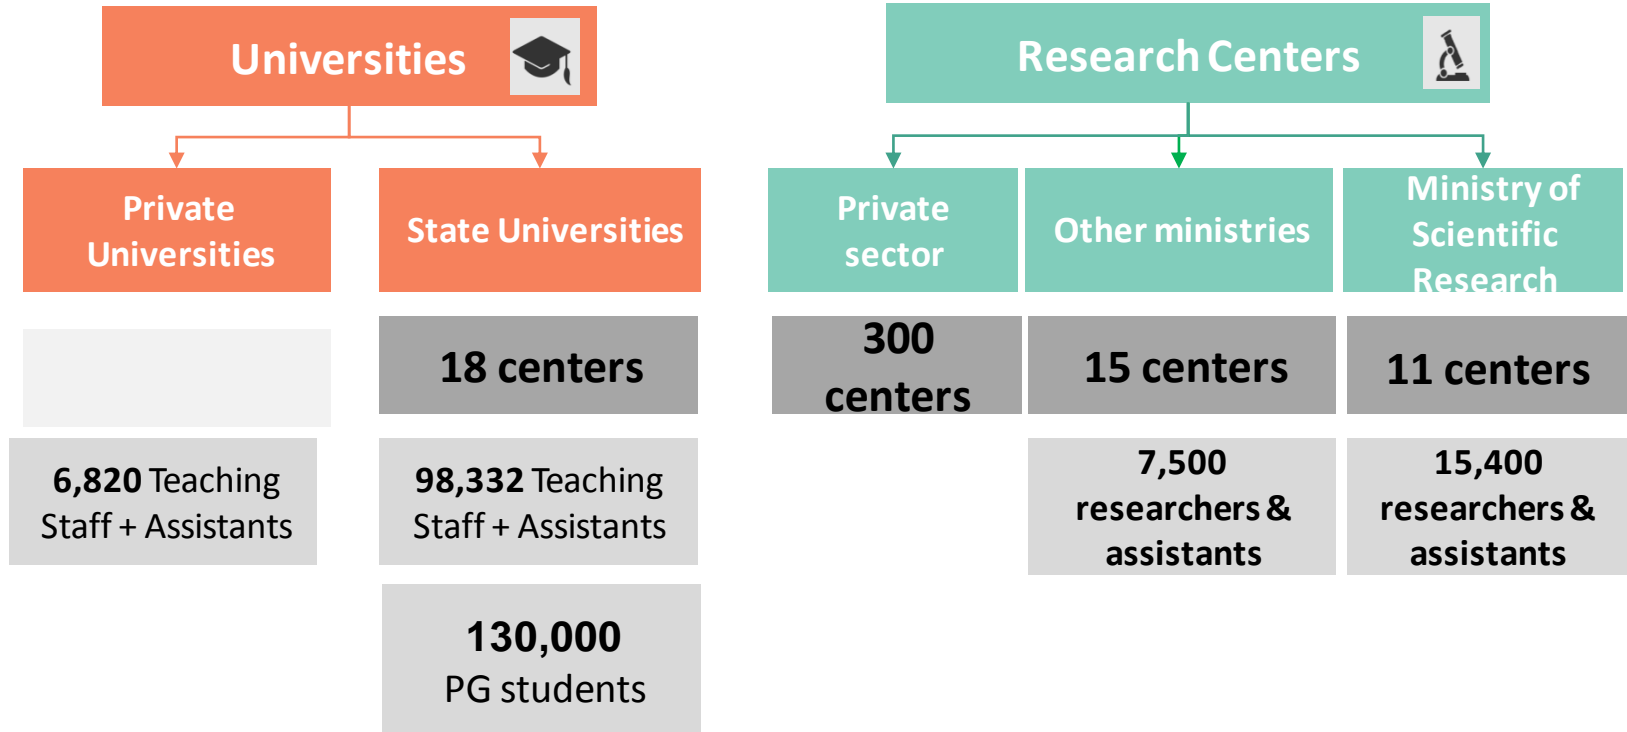 Universities
Research Centers
Private
Universities
State Universities
Private
sector
Other ministries
Ministry of
Scientific
Research
18 centers
300
centers
15 centers
11 centers
6,820 Teaching
Staff + Assistants
98,332 Teaching
Staff + Assistants
7,500
researchers &
assistants
15,400
researchers &
assistants
130,000
PG students